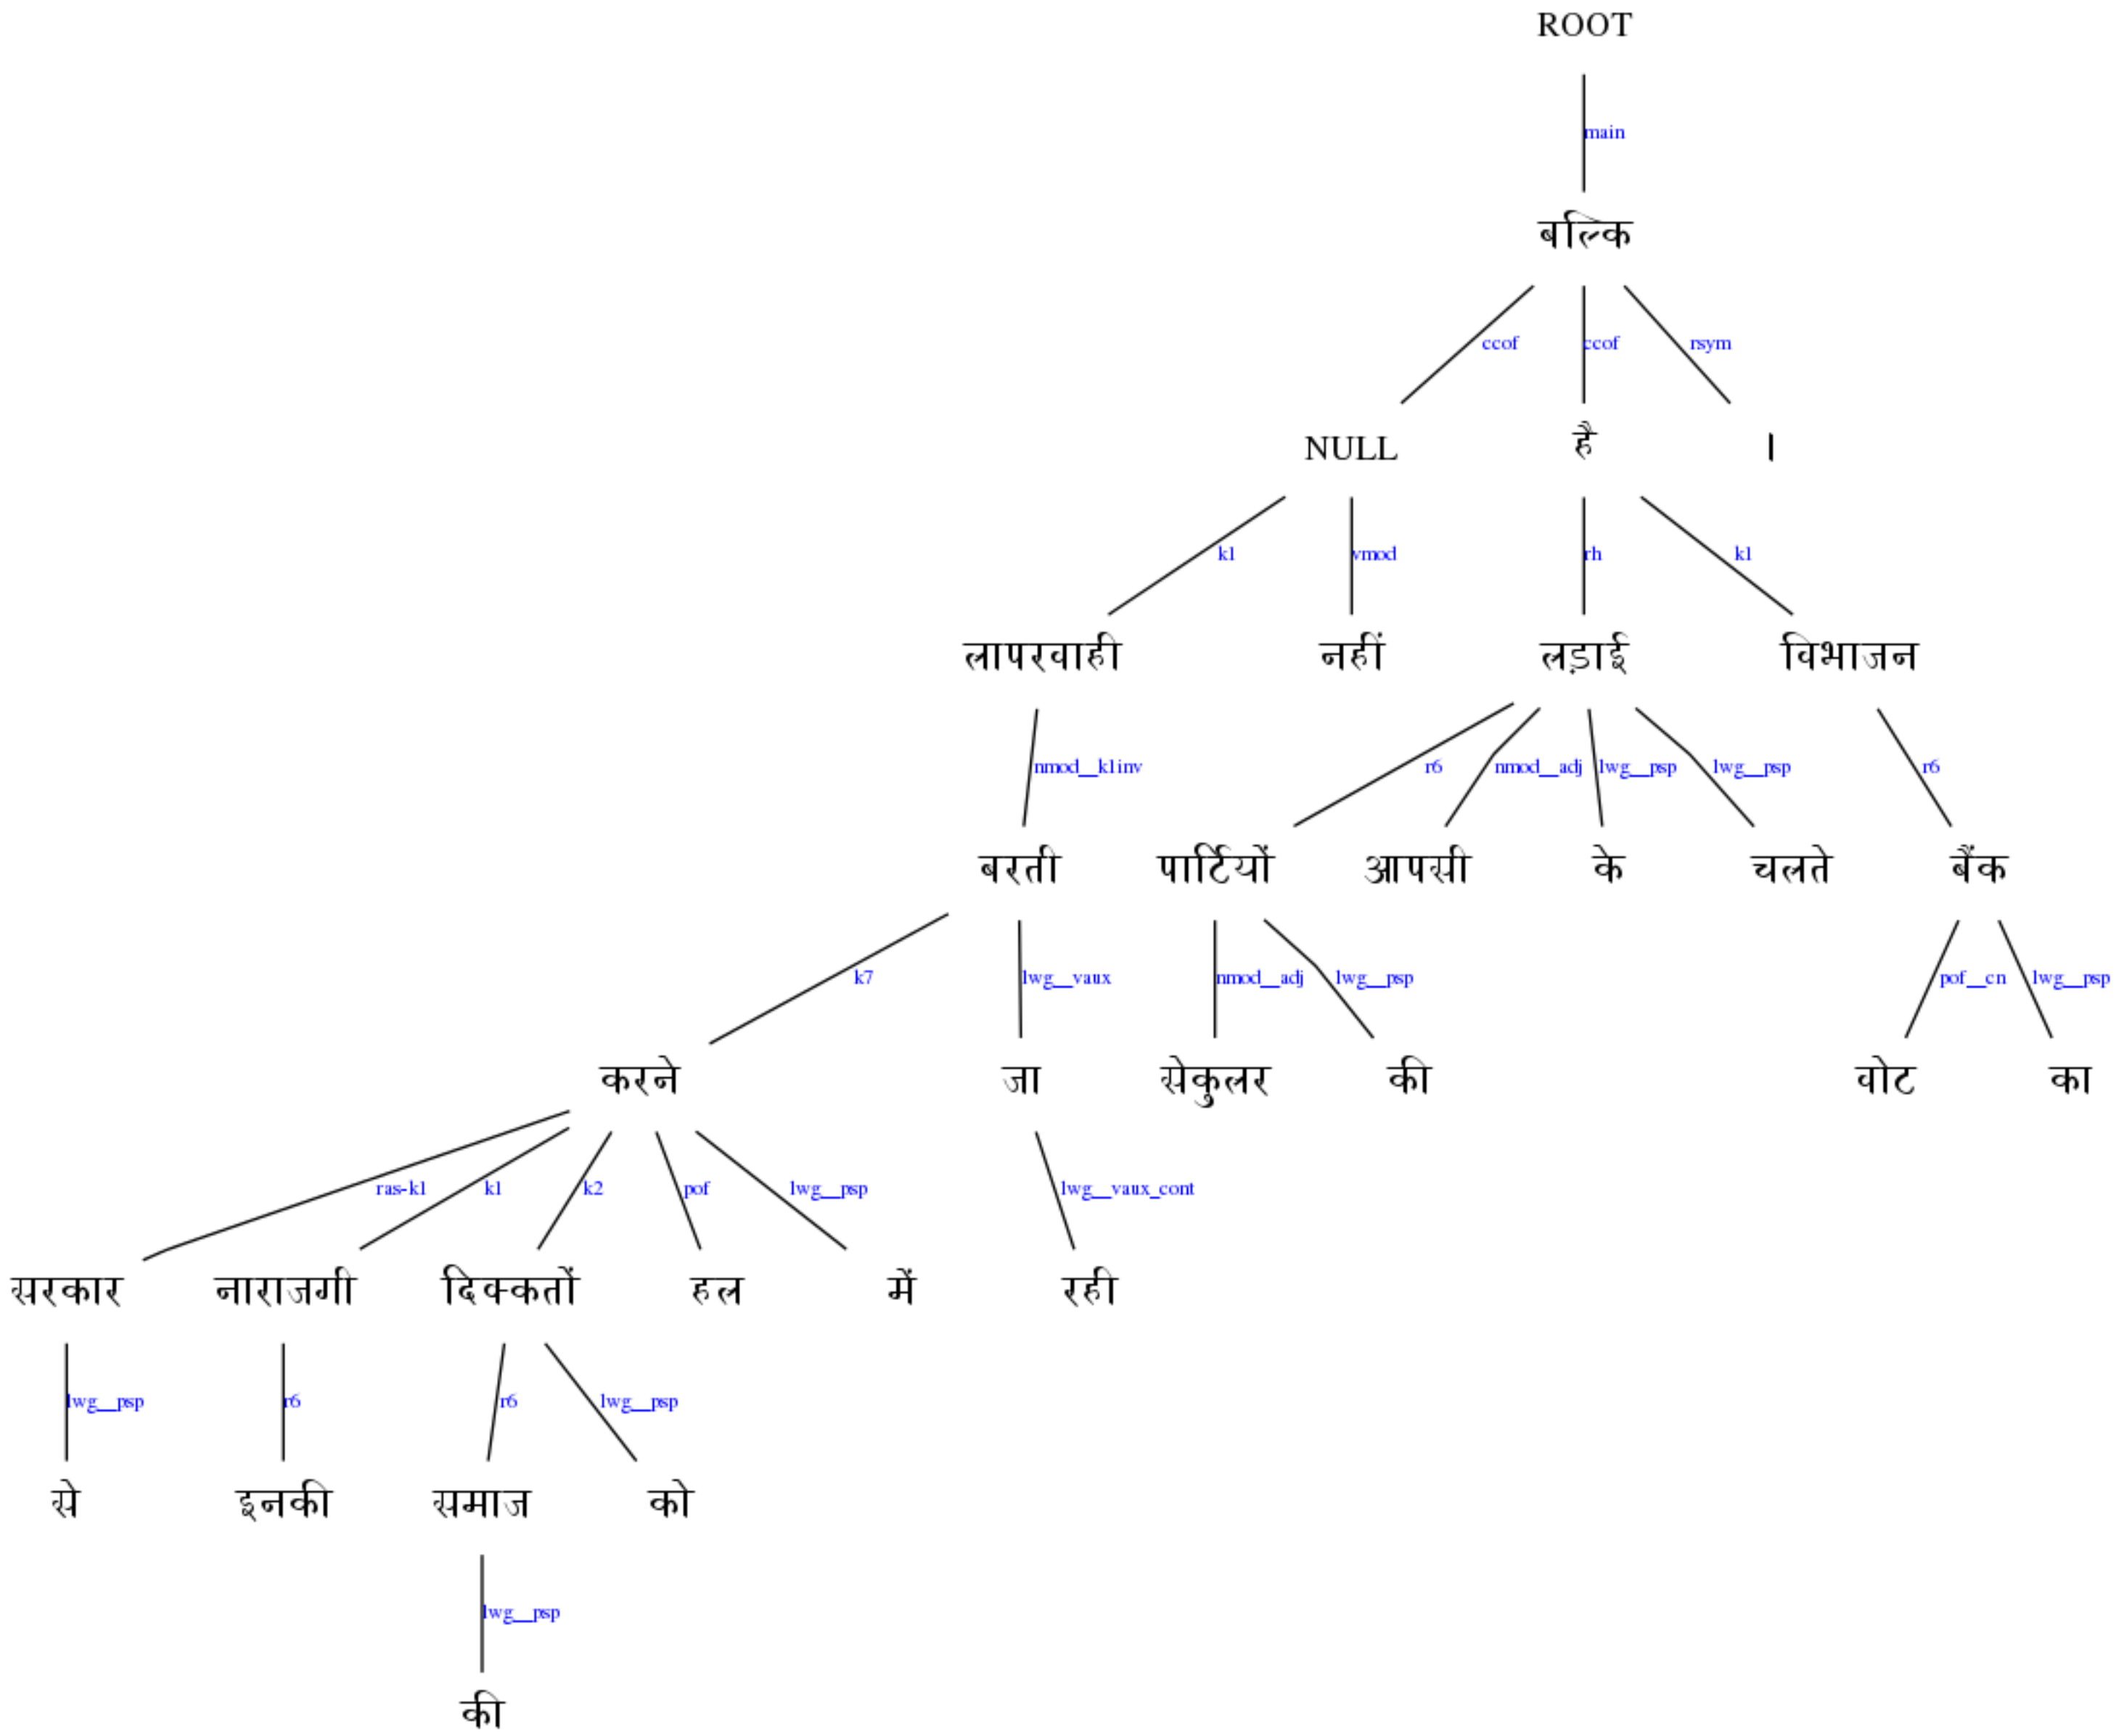 ROOT
main
बल्कि
ccof ccof rsym
NULL है ।
k1 vmod rh k1
लापरवाही नहीं लड़ाई विभाजन
nmod__k1inv r6 nmod__adj lwg__psp lwg__psp r6
बरती पार्टियों आपसी के चलते बैंक
k7 lwg__vaux nmod__adj lwg__psp pof__cn lwg__psp
करने जा सेकुलर की वोट का
ras-k1 k1 k2 pof lwg__psp lwg__vaux_cont
सरकार नाराजगी दिक्कतों हल में रही
lwg__psp r6 r6 lwg__psp
से इनकी समाज को
lwg__psp
की